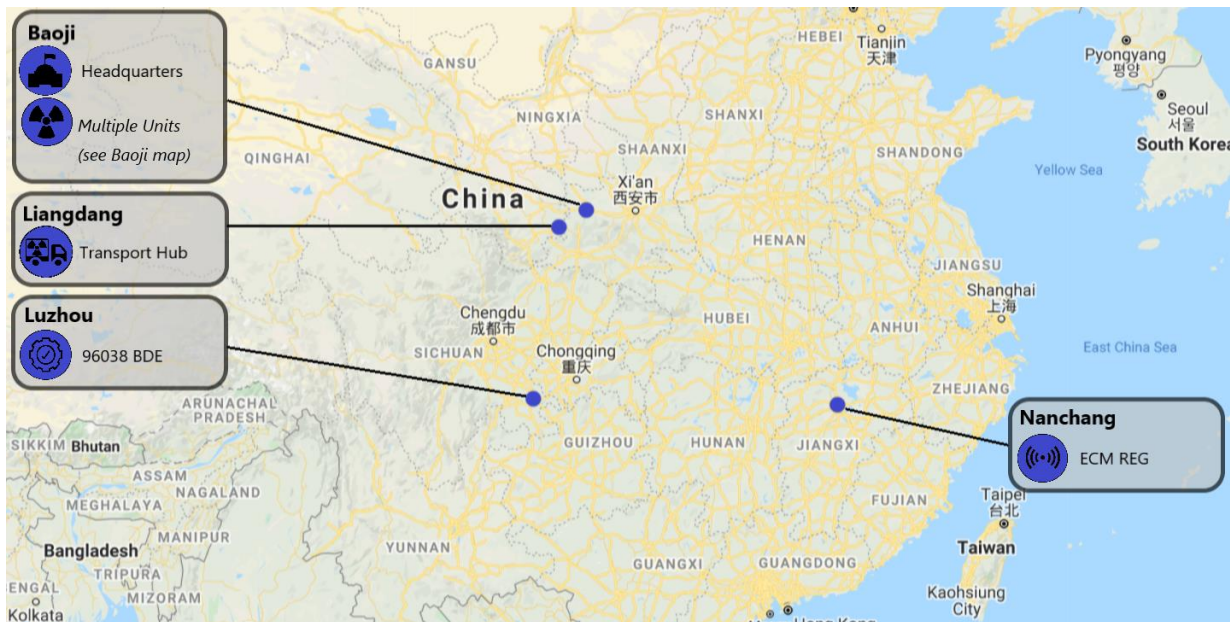 Baoji
Headquarters
Multiple Units
(see Baoji map)
Liangdang
Transport Hub
Luzhou
96038 BDE
Nanchang
ECM REG
HEBEI
Tianjin
天津
Pyongyang
평양
GANSU
Seoul
서울
South Korea
NINGXIA
SHANXI
SHAANXI
SHANDONG
QINGHAI
Yellow Sea
Xi'an
西安市
China
HENAN
JIANGSU
Shanghai
上海
Chengdu
成都市
HUBEI
ANHUI
SICHUAN
Chongqing
重庆
East China Sea
ZHEJIANG
ARUNACHAL
PRADESH
SIKKIM
Bhutan
GUIZHOU
HUNAN
JIANGXI
ASSAM
NAGALAND
MEGHALAYA
FUJIAN
Taipei
台北
MANIPUR
Bangladesh
YUNNAN
Taiwan
TRIPURA
GUANGXI
GUANGDONG
ENGAL
MIZORAM
Kaohsiung
City
Kolkata
Hong Kong